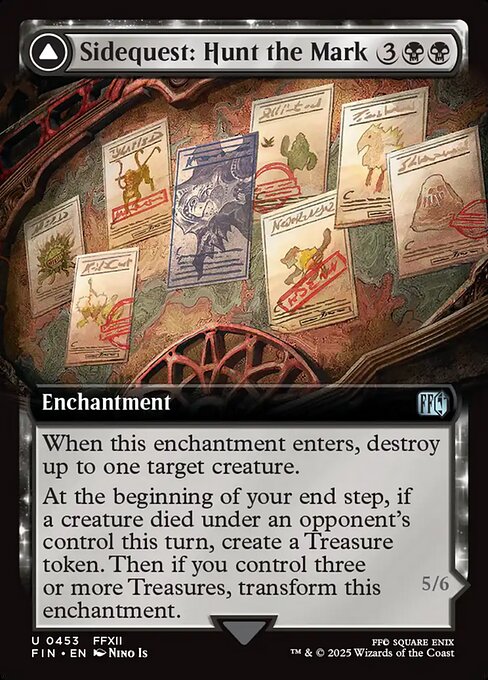 Sidequest: Hunt the Mark 3
Enchantment
FFXII
When this enchantment enters, destroy
up to one target creature.
At the beginning of your end step, if
a creature died under an opponent's
control this turn, create a Treasure
token. Then if you control three
or more Treasures, transform this
enchantment.
5/6
U 0453 FFXII
FIN • EN Nino Is
FF© SQUARE ENIX
™ & © 2025 Wizards of the Coast